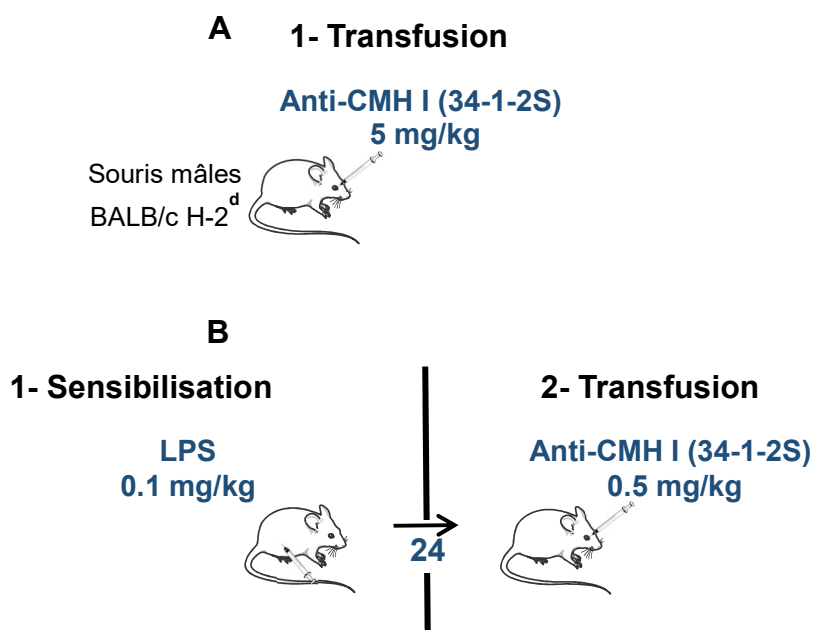 A
1- Transfusion
Anti-CMH I (34-1-2S)
5 mg/kg
Souris mâles
BALB/c H-2d
B
1- Sensibilisation
2- Transfusion
LPS
0.1 mg/kg
Anti-CMH I (34-1-2S)
0.5 mg/kg
24